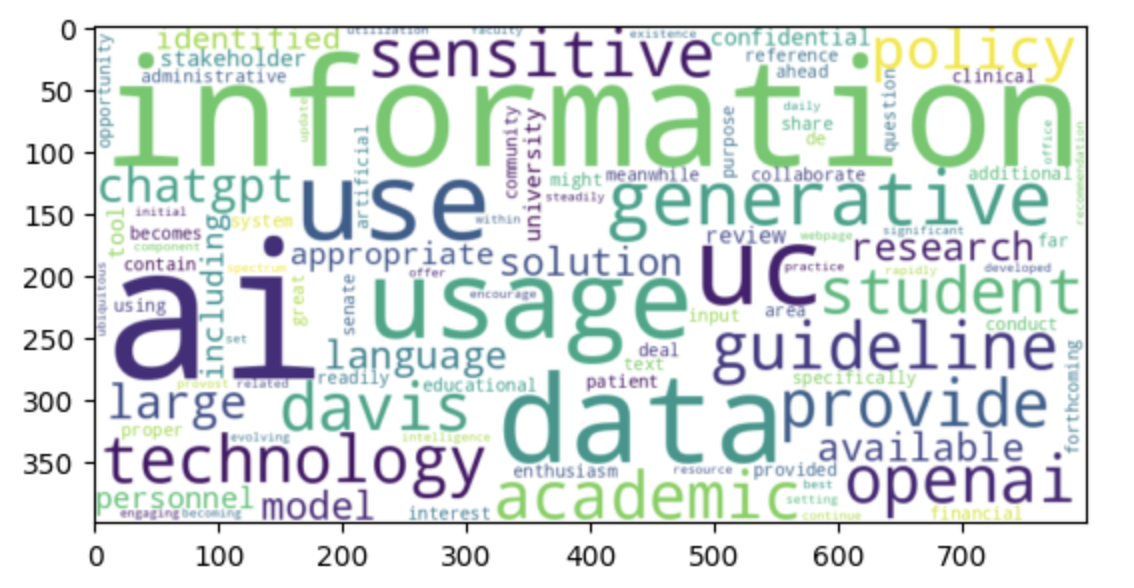 0
50
100
150
200
250
300
350
0 100 200 300 400 500 600 700
utilization faculty existence
identified sensitive confidential policy
opportunity stakeholder reference
administrative ahead clinical
information
update artificial community university purpose daily question office recommendation
share
de
chatgpt use might meanwhile collaborate additional
steadily generative
tool initial system within significant
becomes including review webpage research far
component appropriate solution uc
contain spectrum offer practice rapidly developed
ubiquitous ai great senate usage encourage student
using input area
set conduct
language deal guideline
text
readily educational patient specifically forthcoming
provost related
large davis data provide
proper evolving intelligence available
technology enthusiasm resource provided openai
personnel model academic best
setting
engaging becoming interest continue financial